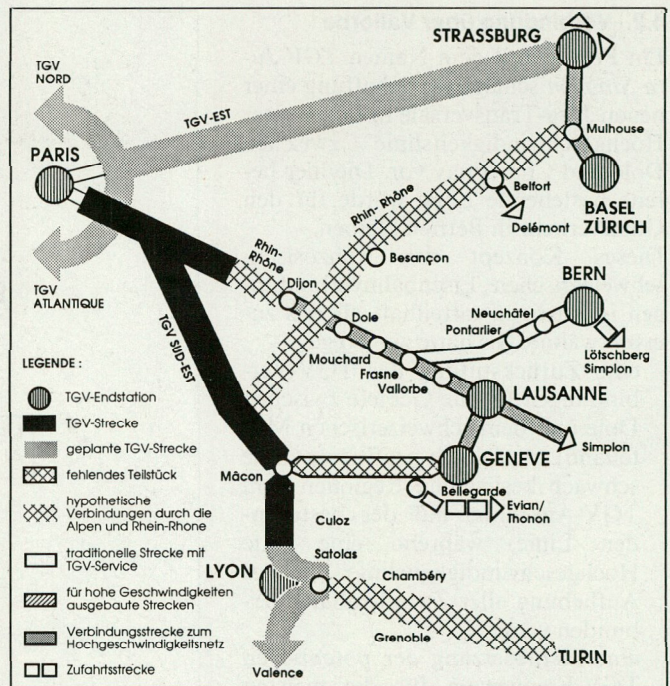 STRASSBURG
TGV
NORD
TGV-EST
PARIS
Mulhouse
Rhin-Rhône
Belfort
Delémont
BASEL
ZÜRICH
Rhin-
Rhône
Besançon
TGV
ATLANTIQUE
Dijon
BERN
TGV SUD-EST
Dole
Neuchâtel
Pontarlier
Mouchard
Frasne
Vallorbe
Lötschberg
Simplon
LAUSANNE
Simplon
GENEVE
Mâcon
Bellegarde
Evian/
Thonon
Culoz
Satolas
LYON
Chambéry
Grenoble
TURIN
Valence
LEGENDE :
TGV-Endstation
TGV-Strecke
geplante TGV-Strecke
fehlendes Teilstück
hypothetische
Verbindungen durch die
Alpen und Rhein-Rhone
traditionelle Strecke mit
TGV-Service
für hohe Geschwindigkeiten
ausgebaute Strecken
Verbindungsstrecke zum
Hochgeschwindigkeitsnetz
Zufahrtsstrecke